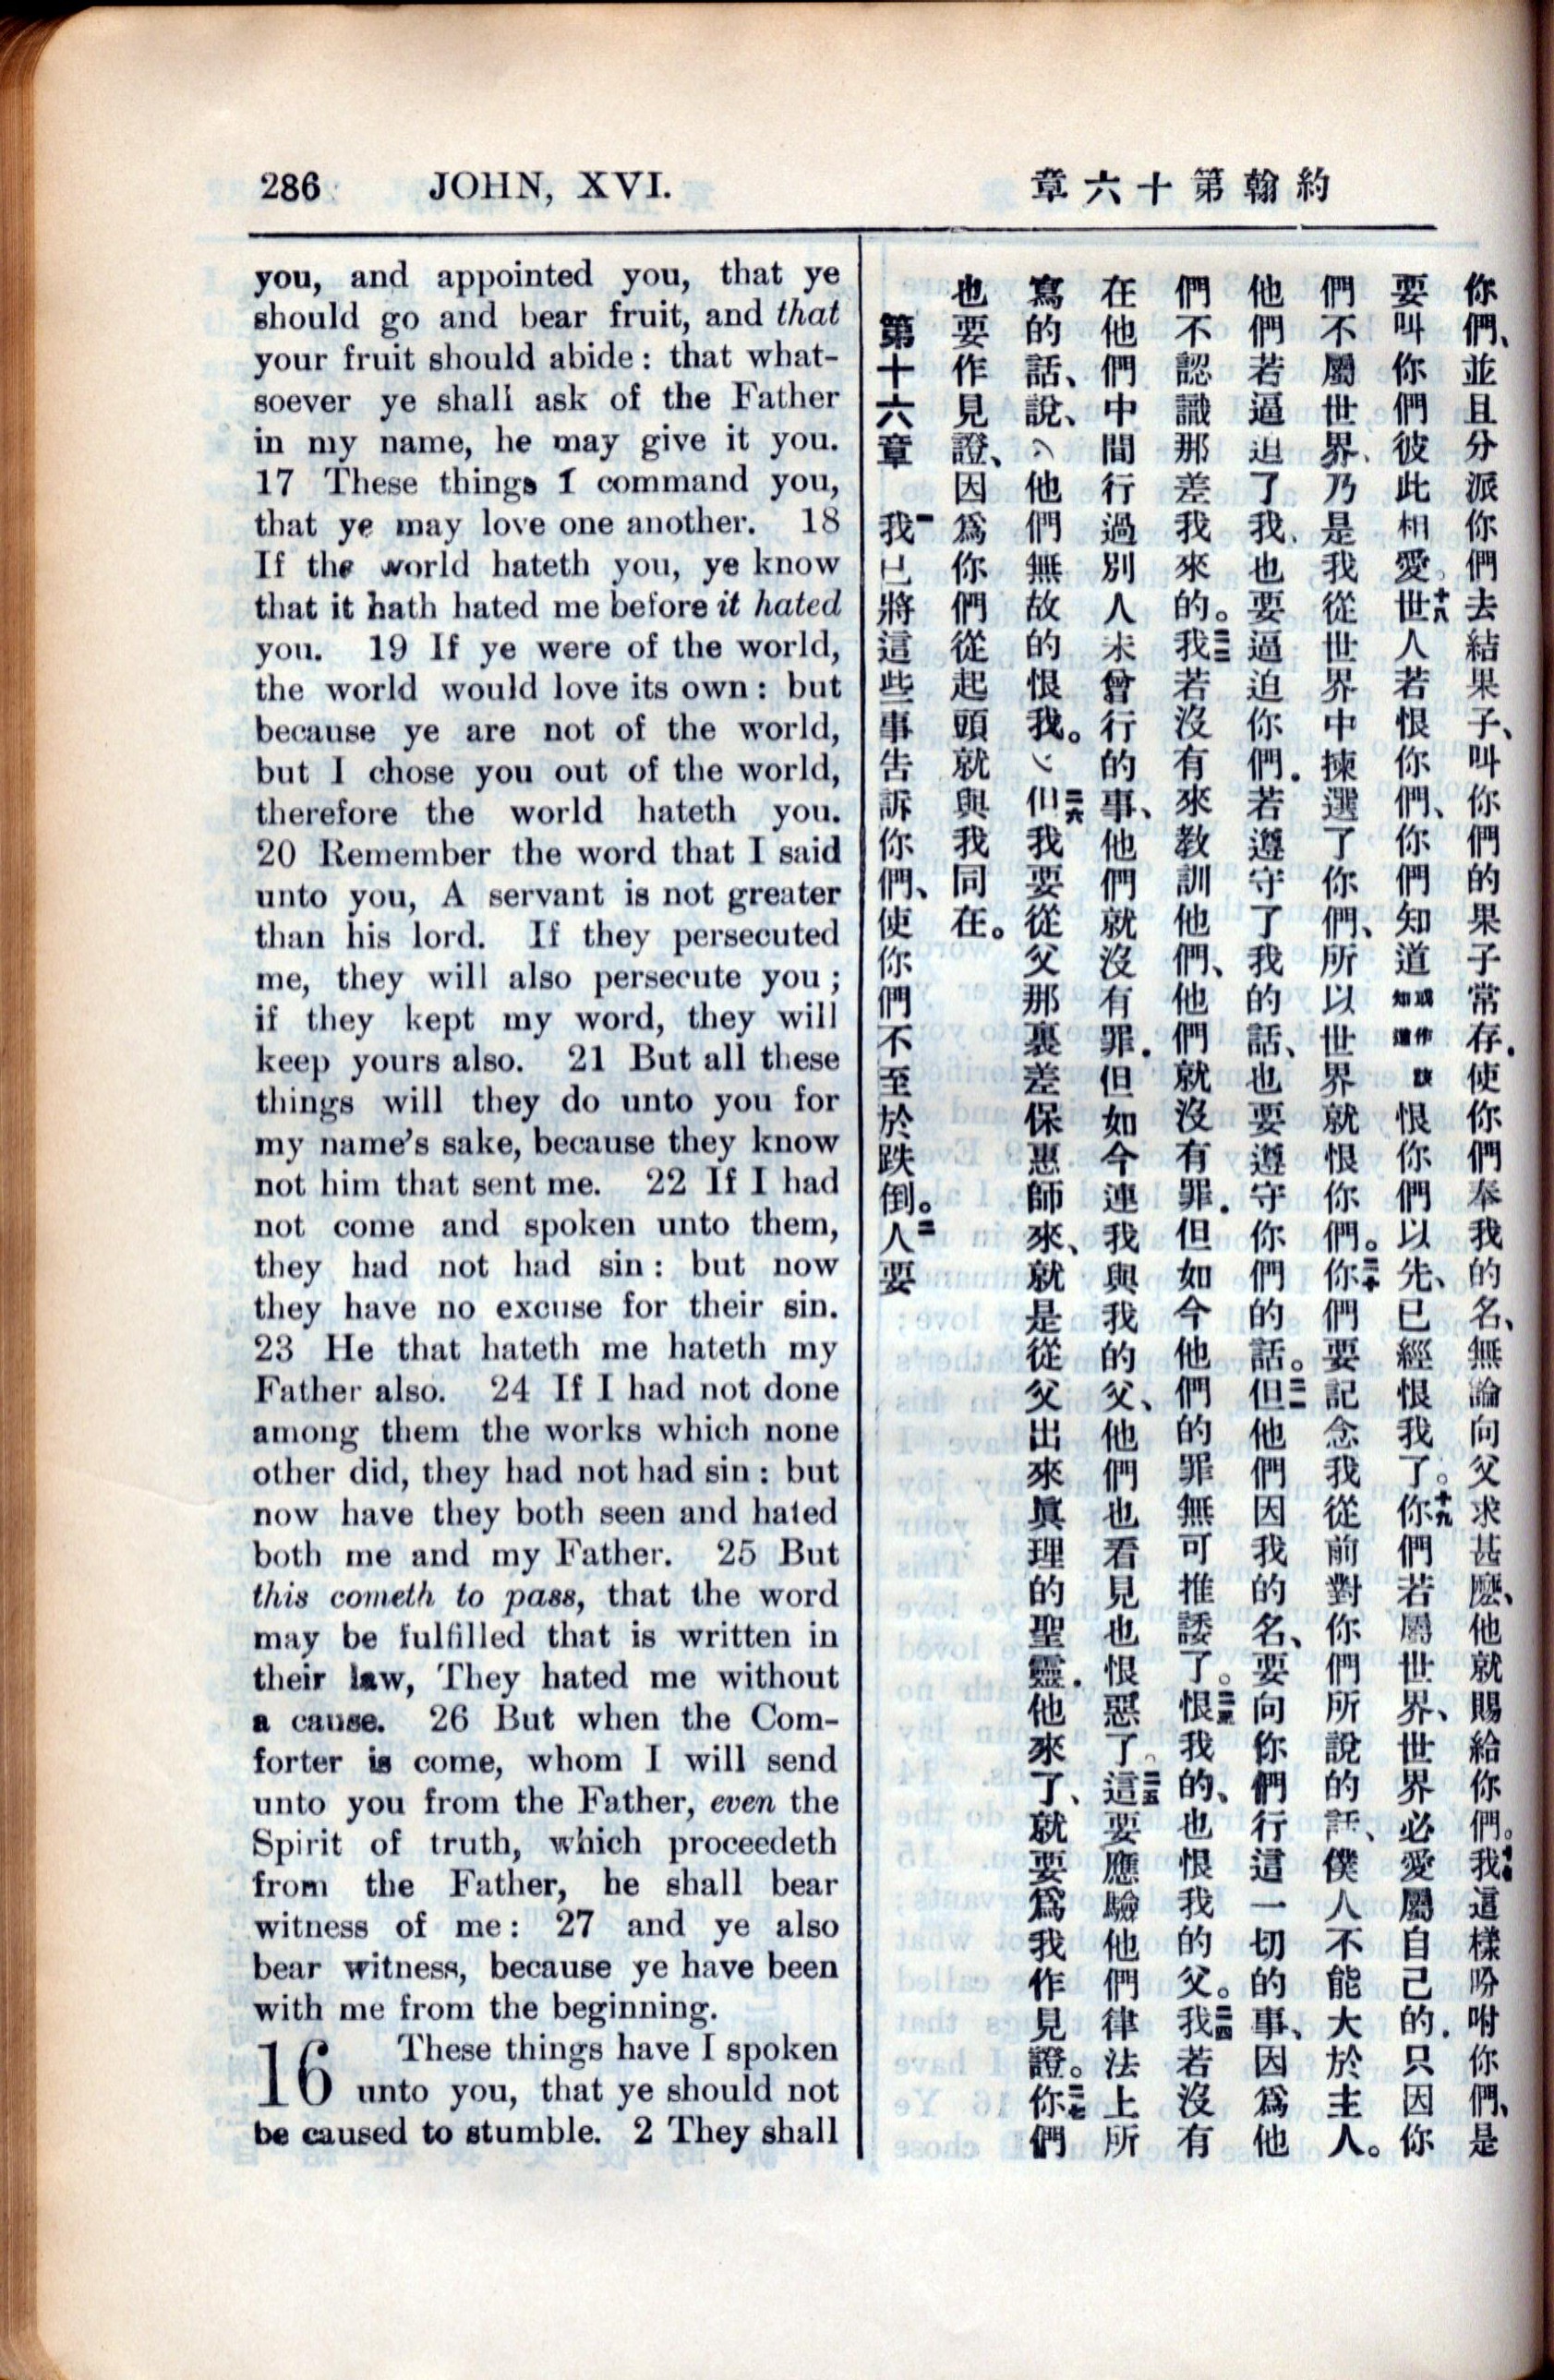 286 JOHN, XVI.
約翰第十六章
you, and appointed you, that ye
should go and bear fruit, and that
your fruit should abide: that what-
soever ye shall ask of the Father
in my name, he may give it you.
17 These things I command you,
that ye may love one another. 18
If the world hateth you, ye know
that it hath hated me before it hated
you. 19 If ye were of the world,
the world would love its own: but
because ye are not of the world,
but I chose you out of the world,
therefore the world hateth you.
20 Remember the word that I said
unto you, A servant is not greater
than his lord. If they persecuted
me, they will also persecute you;
if they kept my word, they will
keep yours also. 21 But all these
things will they do unto you for
my name's sake, because they know
not him that sent me. 22 If I had
not come and spoken unto them,
they had not had sin: but now
they have no excuse for their sin.
23 He that hateth me hateth my
Father also. 24 If I had not done
among them the works which none
other did, they had not had sin: but
now have they both seen and hated
both me and my Father. 25 But
this cometh to pass, that the word
may be fulfilled that is written in
their law, They hated me without
a cause. 26 But when the Com-
forter is come, whom I will send
unto you from the Father, even the
Spirit of truth, which proceedeth
from the Father, he shall bear
witness of me: 27 and ye also
bear witness, because ye have been
with me from the beginning.
16 These things have I spoken
unto you, that ye should not
be caused to stumble. 2 They shall
你們、並且分派你們去結果子、叫你們的果子常存．使你們奉我的名、無論向父求甚麼、他就賜給你們。十七我這樣吩咐你們、是
要叫你們彼此相愛。十八世人若恨你們、你們知道或作該知道恨你們以先、已經恨我了。十九你們若屬世界、世界必愛屬自己的．只因你
們不屬世界、乃是我從世界中揀選了你們、所以世界就恨你們。二十你們要記念我從前對你們所說的話、僕人不能大於主人。
他們若逼迫了我、也要逼迫你們．若遵守了我的話、也要遵守你們的話。二一但他們因我的名、要向你們行這一切的事、因爲他
們不認識那差我來的。二二我若沒有來教訓他們、他們就沒有罪．但如今他們的罪無可推諉了。二三恨我的、也恨我的父。二四我若沒有
在他們中間行過別人未曾行的事、他們就沒有罪．但如今連我與我的父、他們也看見也恨惡了。二五這要應驗他們律法上所
寫的話、說、〈他們無故的恨我。〉二六但我要從父那裏差保惠師來、就是從父出來眞理的聖靈．他來了、就要爲我作見證。二七你們
也要作見證、因爲你們從起頭就與我同在。
第十六章 一我已將這些事告訴你們、使你們不至於跌倒。二人要